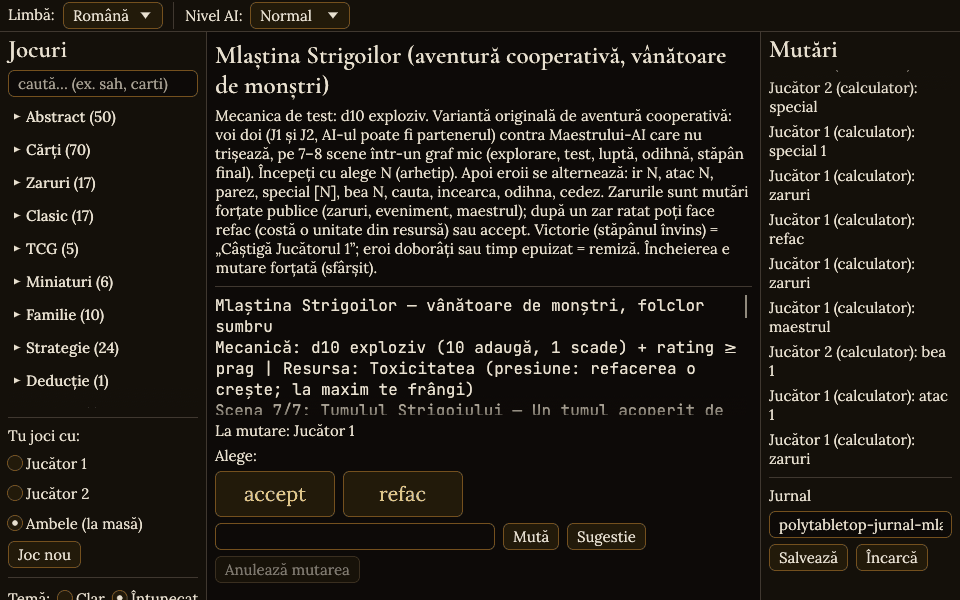 Limbă: Română ▼ Nivel AI: Normal ▼
Jocuri
caută... (ex. sah, carti)
▸ Abstract (50)
▸ Cărți (70)
▸ Zaruri (17)
▸ Clasic (17)
▸ TCG (5)
▸ Miniaturi (6)
▸ Familie (10)
▸ Strategie (24)
▸ Deducție (1)
Tu joci cu:
Jucător 1
Jucător 2
Ambele (la masă)
Joc nou
Temă: Clar Întunecat
Mlaștina Strigoilor (aventură cooperativă, vânătoare
de monștri)
Mecanica de test: d10 exploziv. Variantă originală de aventură cooperativă:
voi doi (J1 și J2, AI-ul poate fi partenerul) contra Maestrului-AI care nu
trișează, pe 7–8 scene într-un graf mic (explorare, test, luptă, odihnă, stăpân
final). Începeți cu alege N (arhetip). Apoi eroii se alternează: ir N, atac N,
parez, special [N], bea N, cauta, incearca, odihna, cedez. Zarurile sunt mutări
forțate publice (zaruri, eveniment, maestrul); după un zar ratat poți face
refac (costă o unitate din resursă) sau accept. Victorie (stăpânul învins) =
„Câștigă Jucătorul 1”; eroi doborâți sau timp epuizat = remiză. Încheierea e
mutare forțată (sfârșit).
Mlaștina Strigoilor — vânătoare de monștri, folclor
sumbru
Mecanică: d10 exploziv (10 adaugă, 1 scade) + rating ≥
prag | Resursa: Toxicitatea (presiune: refacerea o
crește; la maxim te frângi)
Scena 7/7: Tumulul Strigoiului — Un tumul acoperit de
La mutare: Jucător 1
Alege:
accept refac
Mută Sugestie
Anulează mutarea
Mutări
Jucător 2 (calculator):
special
Jucător 1 (calculator):
special 1
Jucător 1 (calculator):
zaruri
Jucător 1 (calculator):
refac
Jucător 1 (calculator):
zaruri
Jucător 1 (calculator):
maestrul
Jucător 2 (calculator): bea
1
Jucător 1 (calculator): atac
1
Jucător 1 (calculator):
zaruri
Jurnal
polytabletop-jurnal-mla
Salvează Încarcă